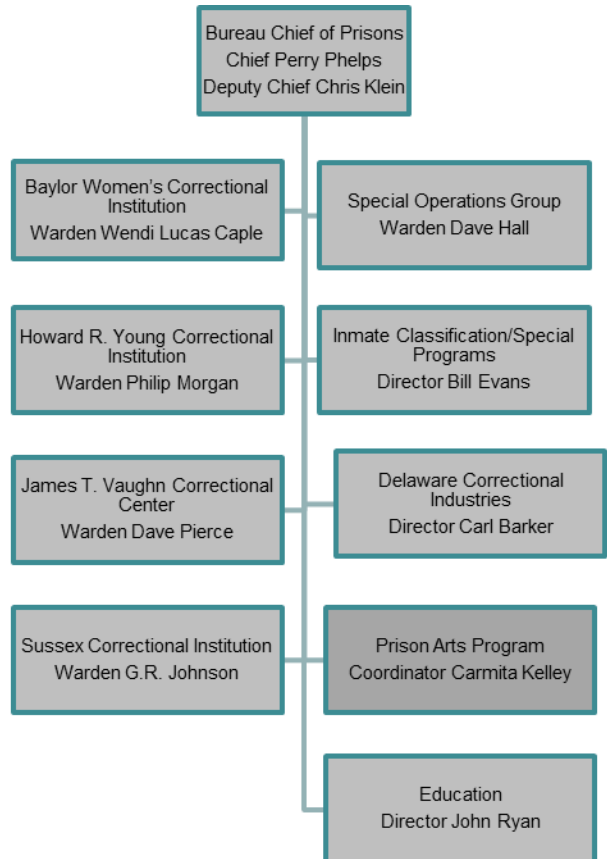 Bureau Chief of Prisons
Chief Perry Phelps
Deputy Chief Chris Klein
Baylor Women’s Correctional
Institution
Warden Wendi Lucas Caple
Special Operations Group
Warden Dave Hall
Howard R. Young Correctional
Institution
Warden Philip Morgan
Inmate Classification/Special
Programs
Director Bill Evans
James T. Vaughn Correctional
Center
Warden Dave Pierce
Delaware Correctional
Industries
Director Carl Barker
Sussex Correctional Institution
Warden G.R. Johnson
Prison Arts Program
Coordinator Carmita Kelley
Education
Director John Ryan